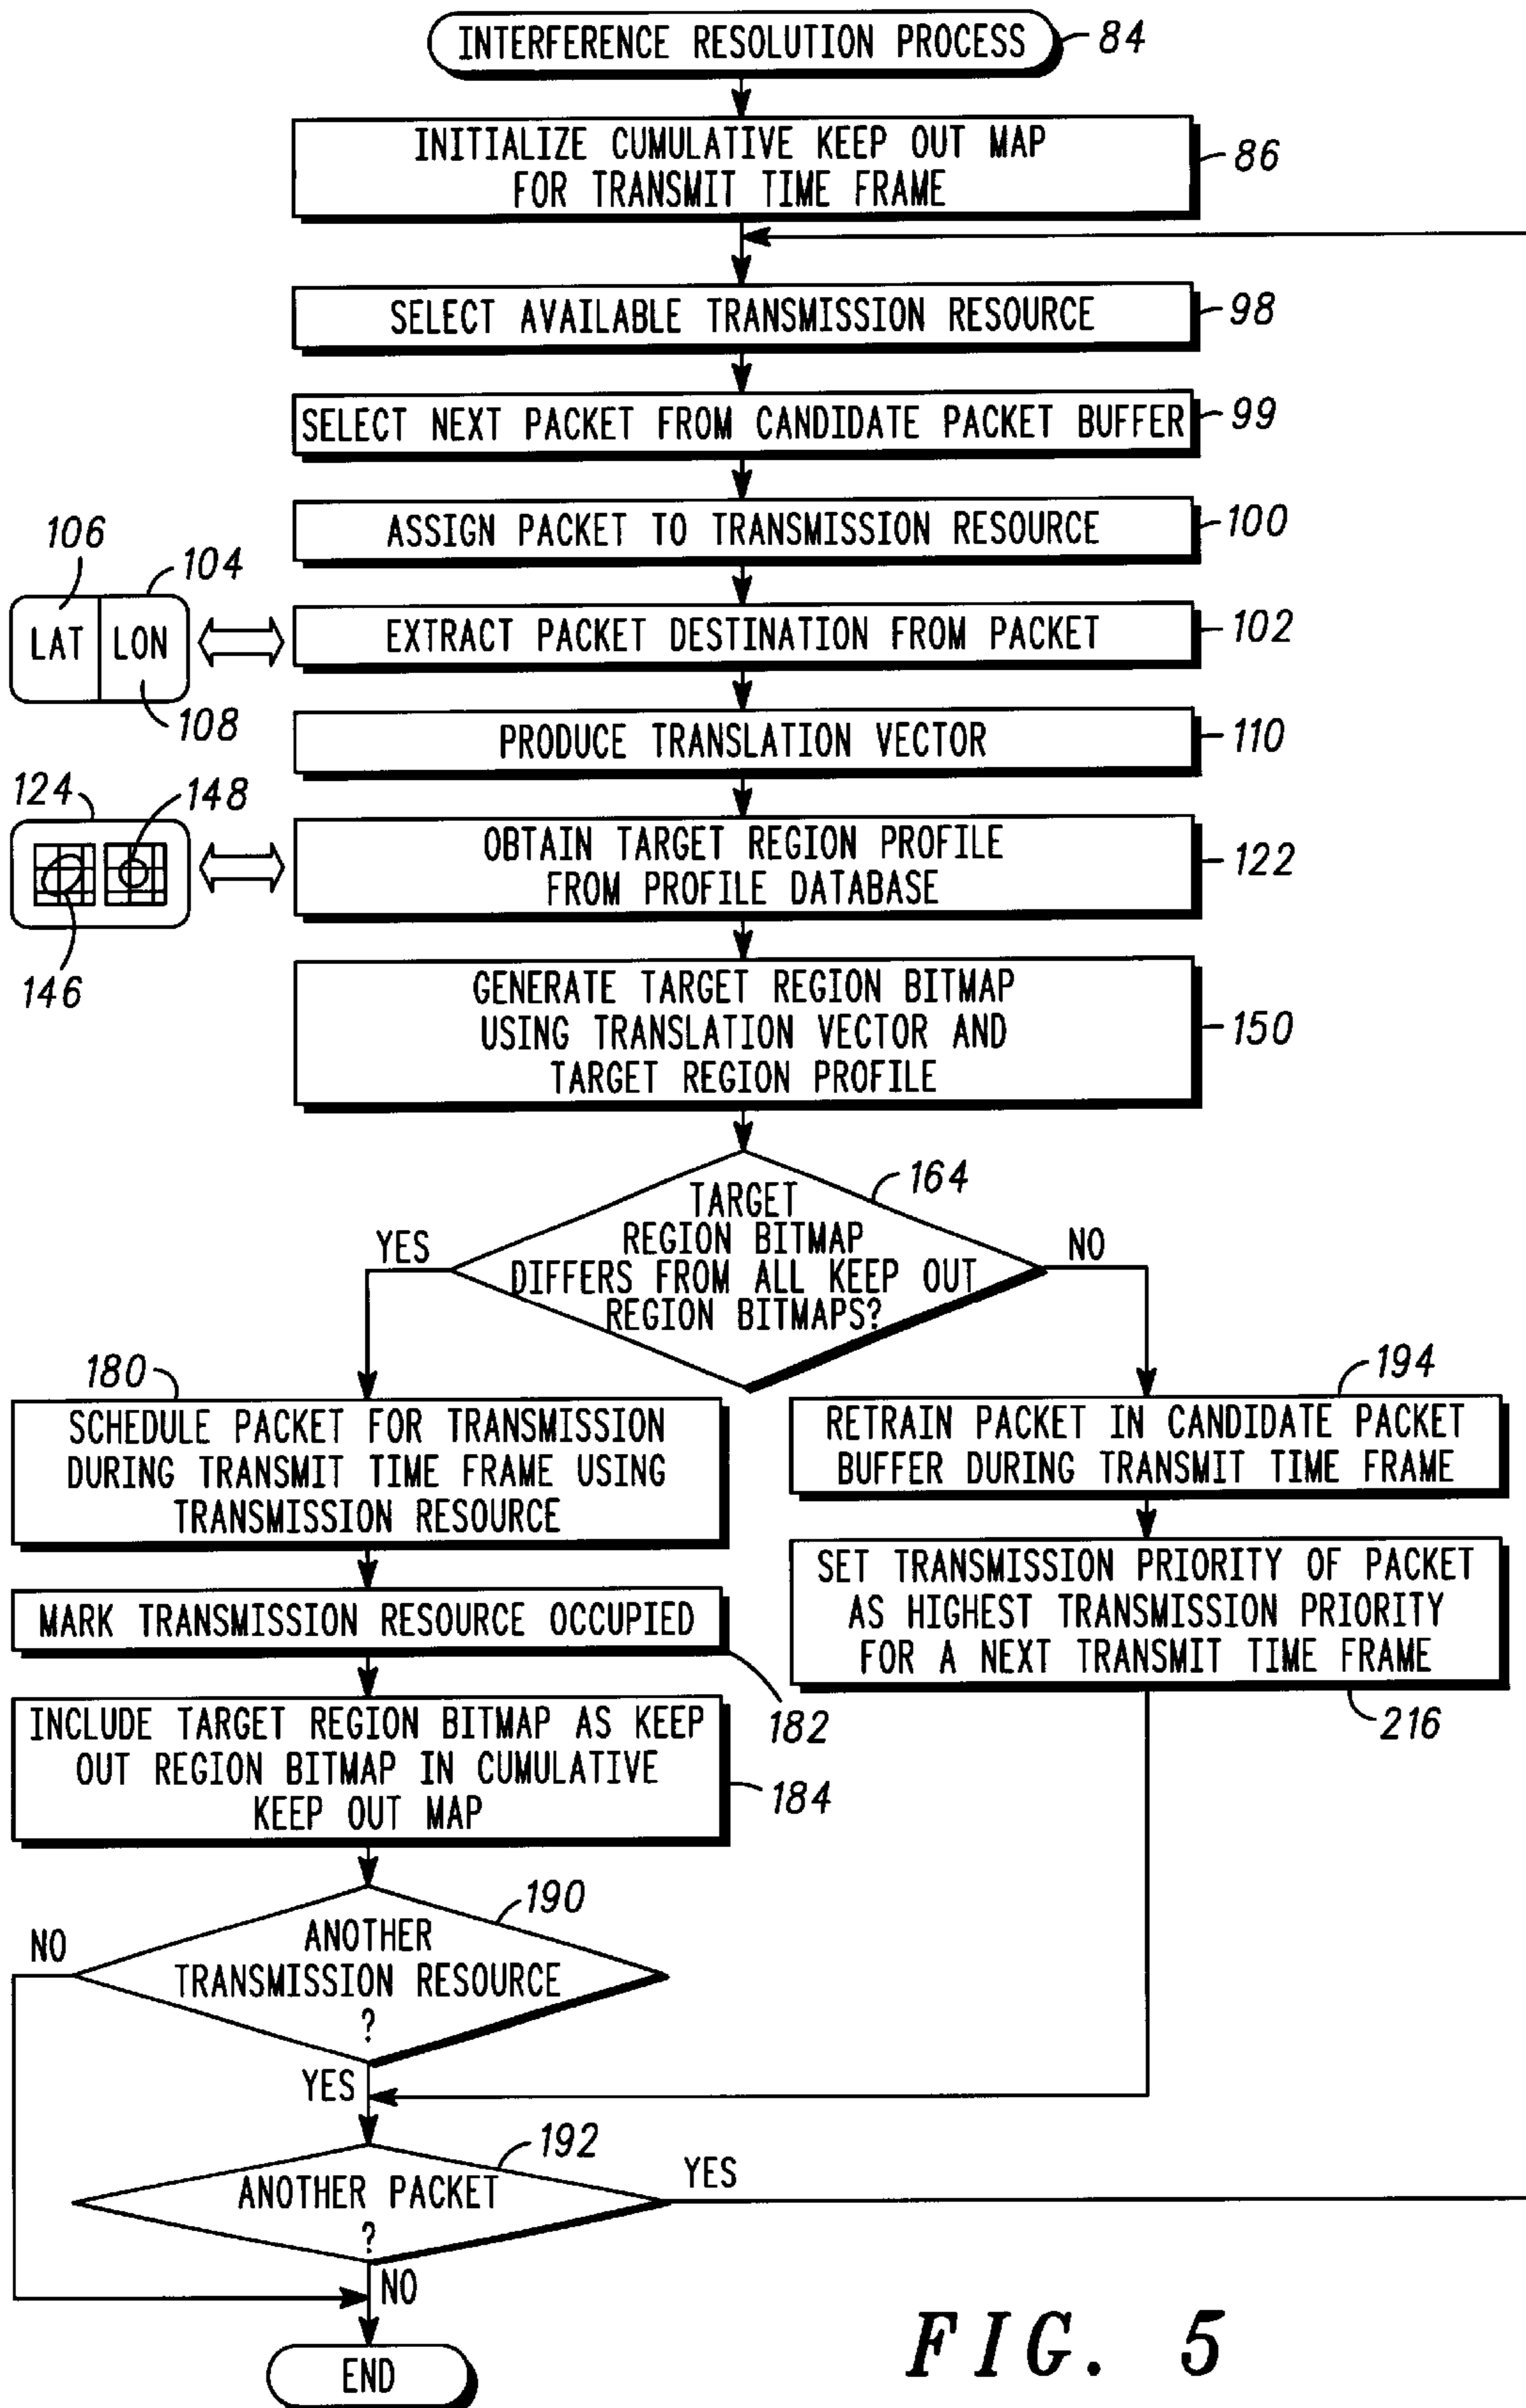 INTERFERENCE RESOLUTION PROCESS
84
INITIALIZE CUMULATIVE KEEP OUT MAP
FOR TRANSMIT TIME FRAME
86
SELECT AVAILABLE TRANSMISSION RESOURCE
98
SELECT NEXT PACKET FROM CANDIDATE PACKET BUFFER
99
ASSIGN PACKET TO TRANSMISSION RESOURCE
100
106
104
LAT
LON
108
EXTRACT PACKET DESTINATION FROM PACKET
102
PRODUCE TRANSLATION VECTOR
110
124
148
146
OBTAIN TARGET REGION PROFILE
FROM PROFILE DATABASE
122
GENERATE TARGET REGION BITMAP
USING TRANSLATION VECTOR AND
TARGET REGION PROFILE
150
TARGET
REGION BITMAP
DIFFERS FROM ALL KEEP OUT
REGION BITMAPS?
164
YES
NO
180
SCHEDULE PACKET FOR TRANSMISSION
DURING TRANSMIT TIME FRAME USING
TRANSMISSION RESOURCE
194
RETRAIN PACKET IN CANDIDATE PACKET
BUFFER DURING TRANSMIT TIME FRAME
MARK TRANSMISSION RESOURCE OCCUPIED
182
SET TRANSMISSION PRIORITY OF PACKET
AS HIGHEST TRANSMISSION PRIORITY
FOR A NEXT TRANSMIT TIME FRAME
216
INCLUDE TARGET REGION BITMAP AS KEEP
OUT REGION BITMAP IN CUMULATIVE
KEEP OUT MAP
184
190
NO
ANOTHER
TRANSMISSION RESOURCE
?
YES
192
ANOTHER PACKET
?
YES
NO
END
FIG. 5